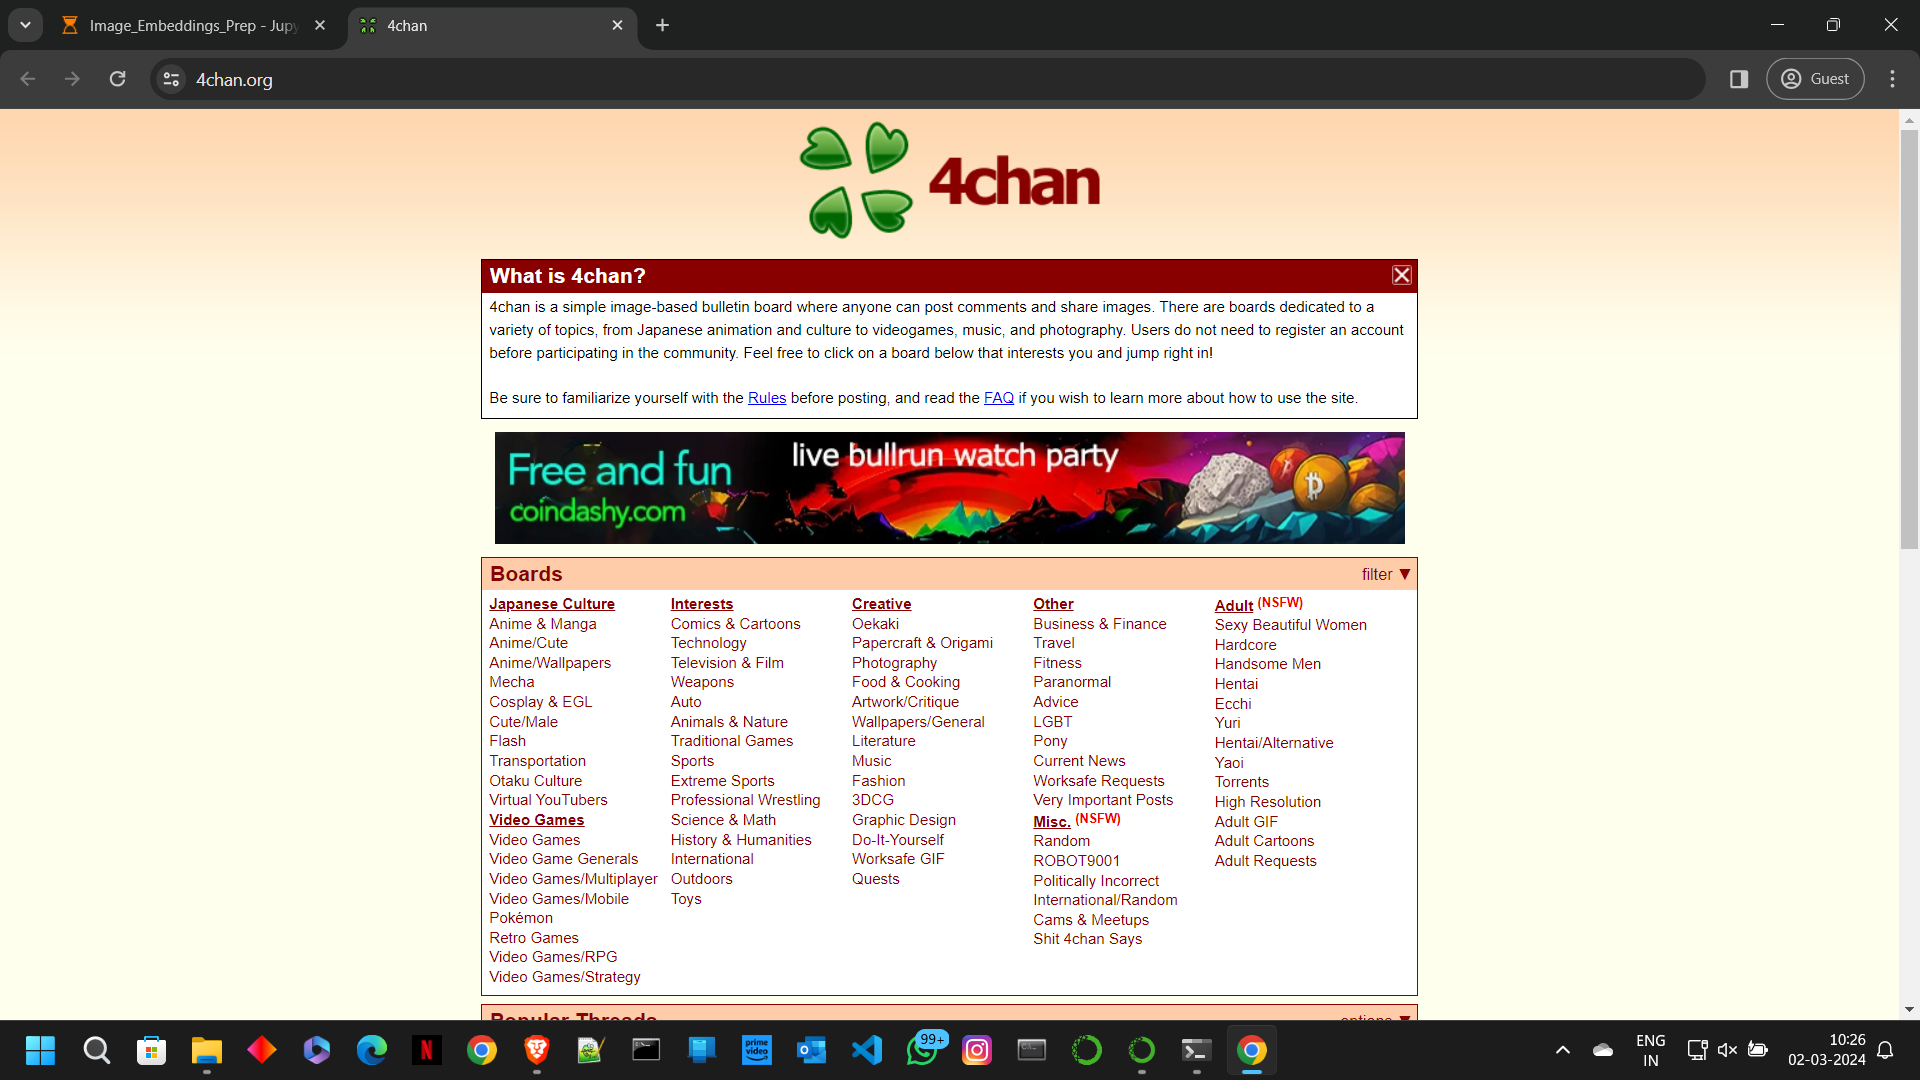 Image_Embeddings_Prep - Jupy
4chan
4chan.org
Guest
4chan
What is 4chan?
4chan is a simple image-based bulletin board where anyone can post comments and share images. There are boards dedicated to a
variety of topics, from Japanese animation and culture to videogames, music, and photography. Users do not need to register an account
before participating in the community. Feel free to click on a board below that interests you and jump right in!
Be sure to familiarize yourself with the Rules before posting, and read the FAQ if you wish to learn more about how to use the site.
Free and fun
coindashy.com
live bullrun watch party
Boards
filter ▼
Japanese Culture
Anime & Manga
Anime/Cute
Anime/Wallpapers
Mecha
Cosplay & EGL
Cute/Male
Flash
Transportation
Otaku Culture
Virtual YouTubers
Video Games
Video Games
Video Game Generals
Video Games/Multiplayer
Video Games/Mobile
Pokémon
Retro Games
Video Games/RPG
Video Games/Strategy
Interests
Comics & Cartoons
Technology
Television & Film
Weapons
Auto
Animals & Nature
Traditional Games
Sports
Extreme Sports
Professional Wrestling
Science & Math
History & Humanities
International
Outdoors
Toys
Creative
Oekaki
Papercraft & Origami
Photography
Food & Cooking
Artwork/Critique
Wallpapers/General
Literature
Music
Fashion
3DCG
Graphic Design
Do-It-Yourself
Worksafe GIF
Quests
Other
Business & Finance
Travel
Fitness
Paranormal
Advice
LGBT
Pony
Current News
Worksafe Requests
Very Important Posts
Misc. (NSFW)
Random
ROBOT9001
Politically Incorrect
International/Random
Cams & Meetups
Shit 4chan Says
Adult (NSFW)
Sexy Beautiful Women
Hardcore
Handsome Men
Hentai
Ecchi
Yuri
Hentai/Alternative
Yaoi
Torrents
High Resolution
Adult GIF
Adult Cartoons
Adult Requests
Popular Threads
options ▼
prime video
99+
ENG
IN
10:26
02-03-2024